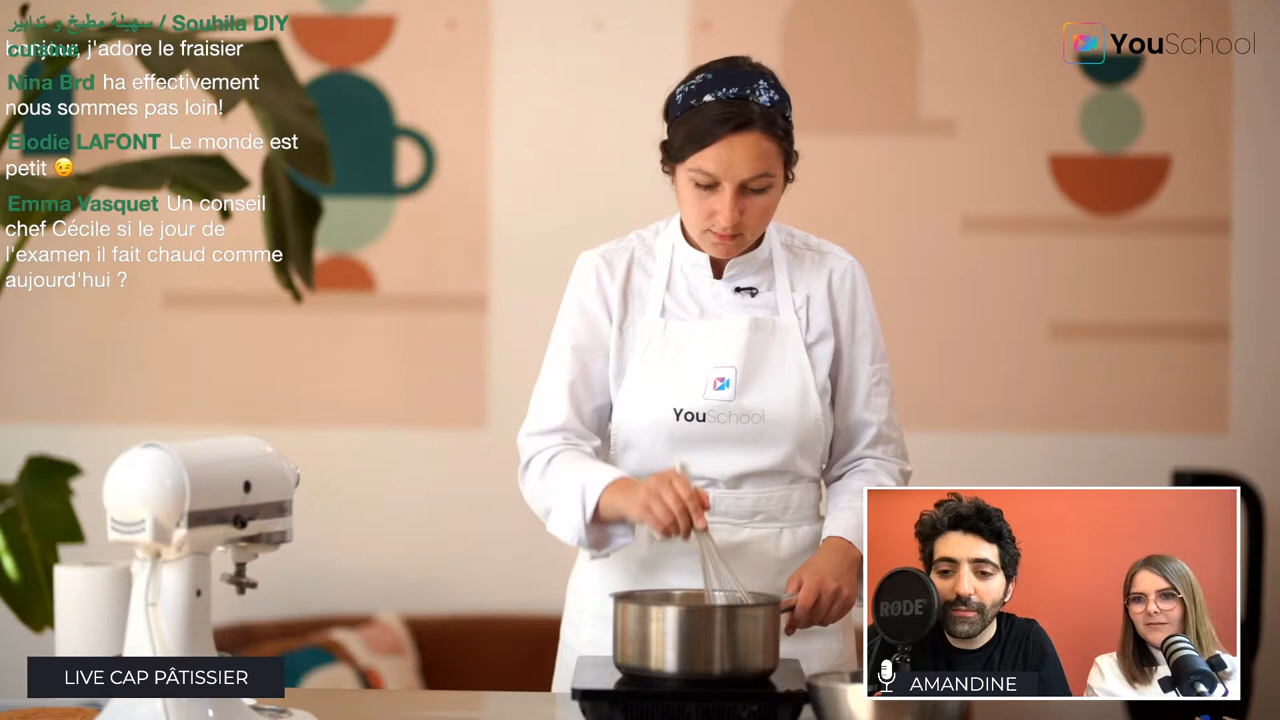 سهيلة مطبخ و تدابير / Souhila DIY
cuisine
bonjour, j'adore le fraisier
Nina Brd ha effectivement
nous sommes pas loin!
Elodie LAFONT Le monde est
petit 😉
Emma Vasquet Un conseil
chef Cécile si le jour de
l'examen il fait chaud comme
aujourd'hui ?
YouSchool
YouSchool
RØDE
LIVE CAP PÂTISSIER
AMANDINE